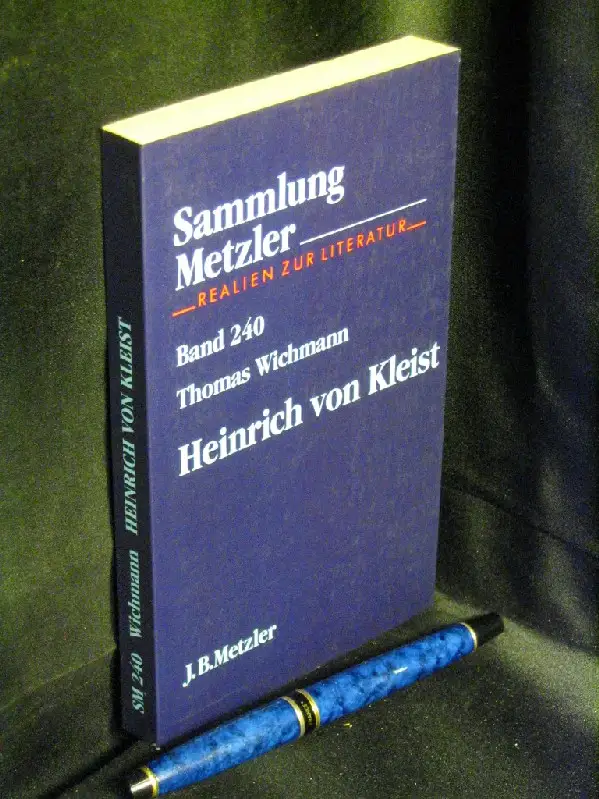 Sammlung
Metzler
REALIEN ZUR LITERATUR
Band 240
Thomas Wichmann
Heinrich von Kleist
J.B.Metzler
SM 240 Wichmann HEINRICH VON KLEIST